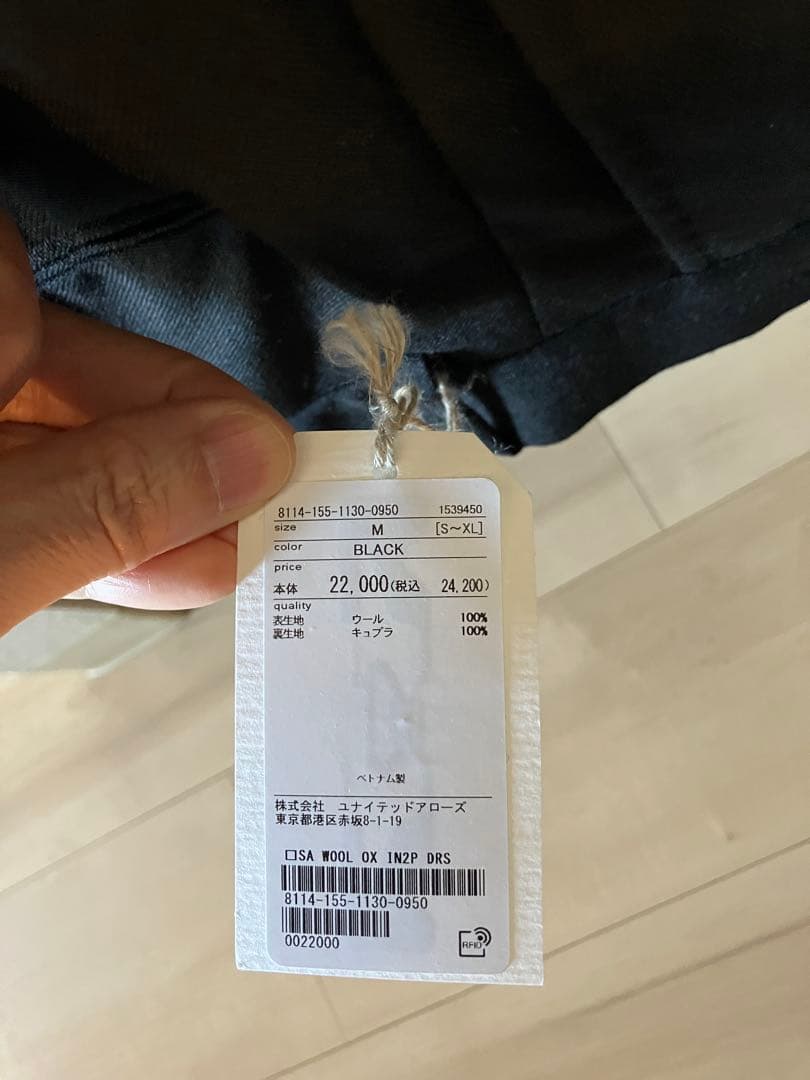 8114-155-1130-0950 1539450
size M [S～XL]
color BLACK
price
本体 22,000(税込 24,200)
quality
表生地 ウール 100%
裏生地 キュプラ 100%
ベトナム製
株式会社 ユナイテッドアローズ
東京都港区赤坂8-1-19
□SA WOOL OX IN2P DRS
8114-155-1130-0950
0022000
RFID